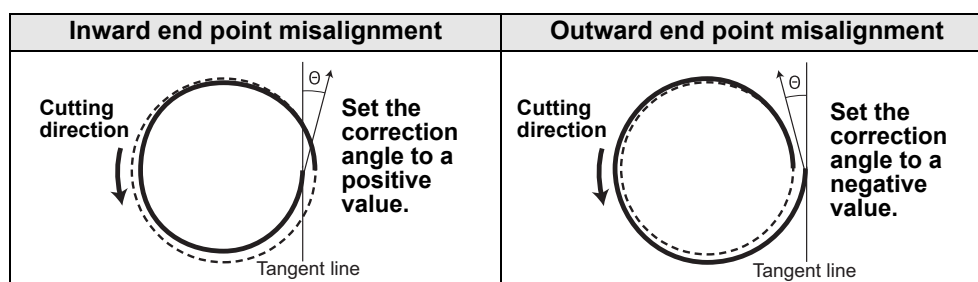 Inward end point misalignment
Outward end point misalignment
Cutting
direction
Θ
Set the
correction
angle to a
positive
value.
Tangent line
Cutting
direction
Θ
Set the
correction
angle to a
negative
value.
Tangent line